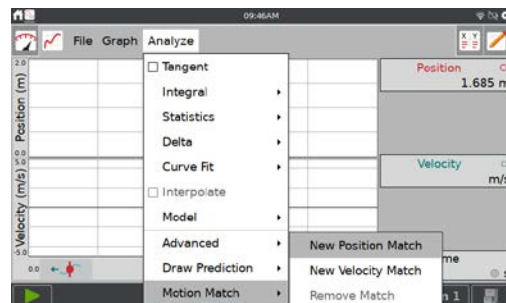 09:46AM
File Graph Analyze
X Y
2.0
Position (m)
0.0
5.0
Velocity (m/s)
-5.0
0.0
Tangent
Integral
Statistics
Delta
Curve Fit
Interpolate
Model
Advanced
Draw Prediction
Motion Match
New Position Match
New Velocity Match
Remove Match
Position
1.685 m
Velocity
m/s